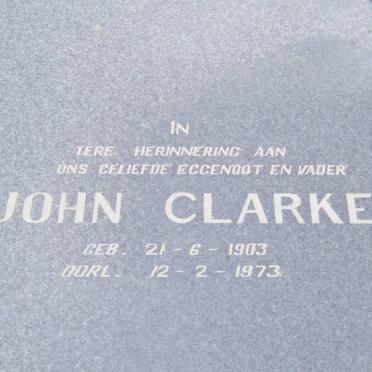 IN
TERE HERINNERING AAN
ONS GELIEFDE EGGENOOT EN VADER
JOHN CLARKE
GEB. 21-6-1903
OORL. 12-2-1973